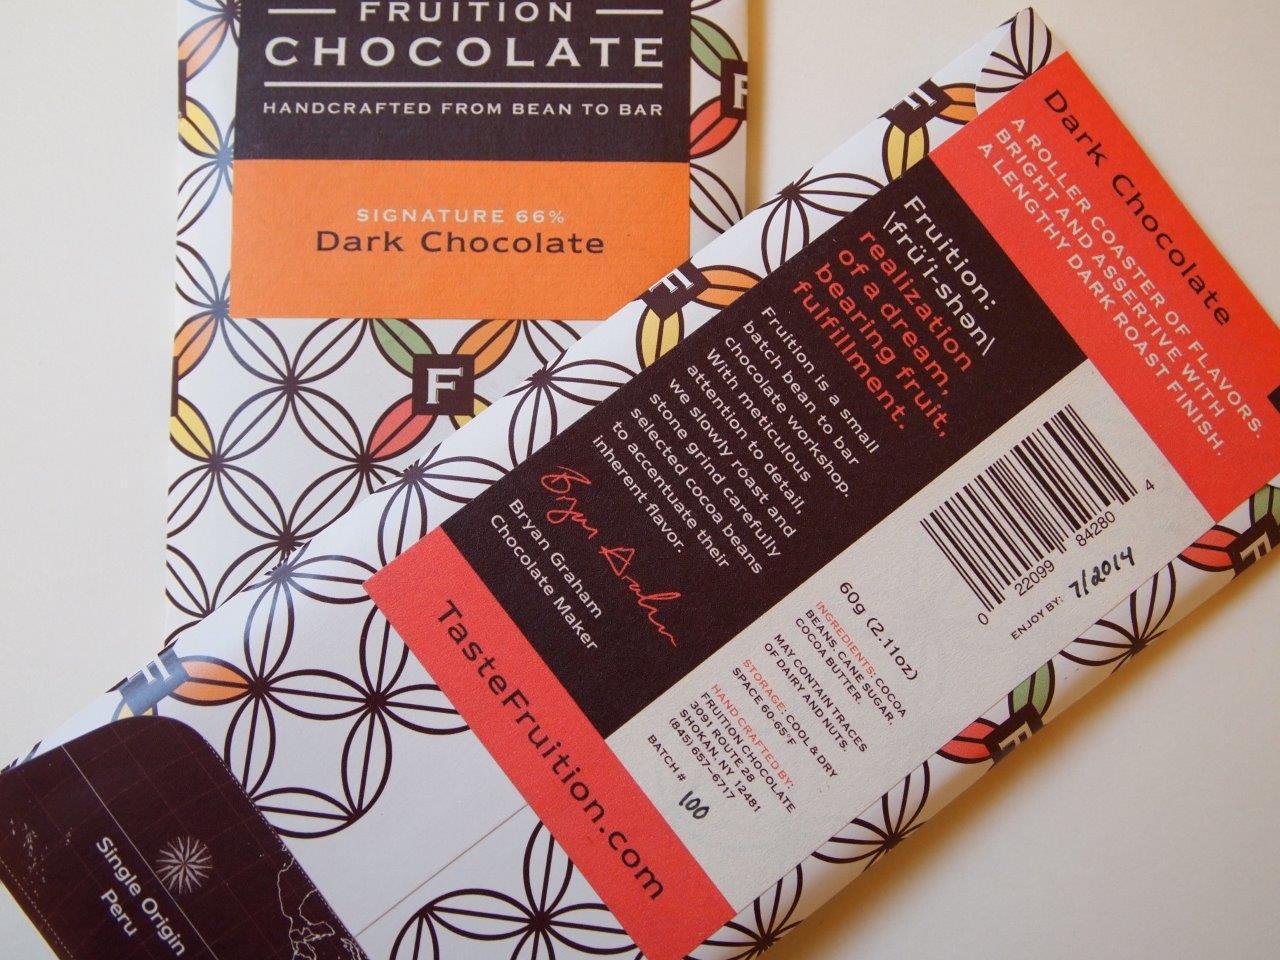 FRUITION
CHOCOLATE
HANDCRAFTED FROM BEAN TO BAR
SIGNATURE 66%
Dark Chocolate
F
F
F
F
F
F
F
F
Dark Chocolate
A ROLLER COASTER OF FLAVORS.
BRIGHT AND ASSERTIVE WITH
A LENGTHY DARK ROAST FINISH.
Fruition:
\frü'i-shən\
realization
of a dream,
bearing fruit,
fulfillment.
Fruition is a small
batch bean to bar
chocolate workshop.
With meticulous
attention to detail,
we slowly roast and
stone grind carefully
selected cocoa beans
to accentuate their
inherent flavor.
Bryan Graham
Bryan Graham
Chocolate Maker
0 22099 84280 4
ENJOY BY: 7/2014
60g (2.11oz)
INGREDIENTS: COCOA
BEANS, CANE SUGAR,
COCOA BUTTER.
MAY CONTAIN TRACES
OF DAIRY AND NUTS.
STORAGE: COOL & DRY
SPACE 60-65°F
HAND CRAFTED BY:
FRUITION CHOCOLATE
3091 ROUTE 28
SHOKAN, NY 12481
(845) 657-6717
BATCH # 100
TasteFruition.com
Single Origin
Peru